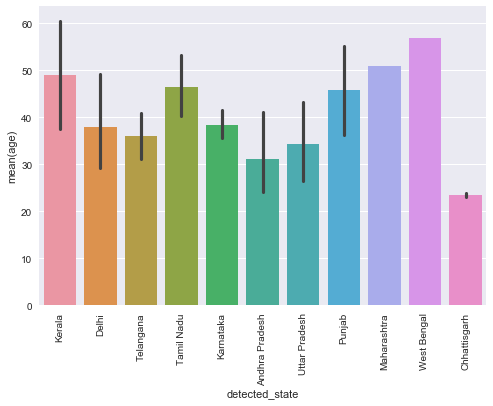 60
50
40
30
20
10
0
mean(age)
Kerala
Delhi
Telangana
Tamil Nadu
Karnataka
Andhra Pradesh
Uttar Pradesh
Punjab
Maharashtra
West Bengal
Chhattisgarh
detected_state